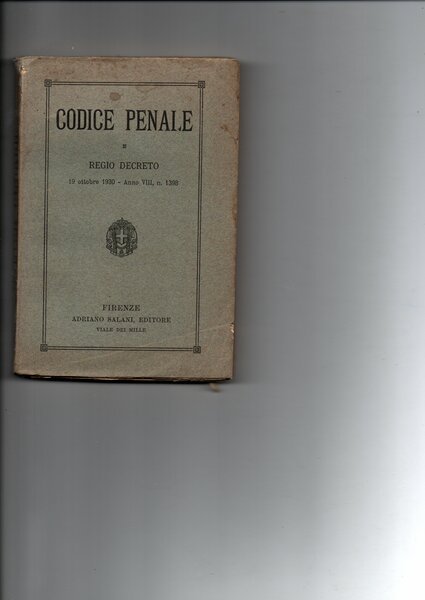 CODICE PENALE
E
REGIO DECRETO
19 ottobre 1930 - Anno VIII, n. 1398
FIRENZE
ADRIANO SALANI, EDITORE
VIALE DEI MILLE